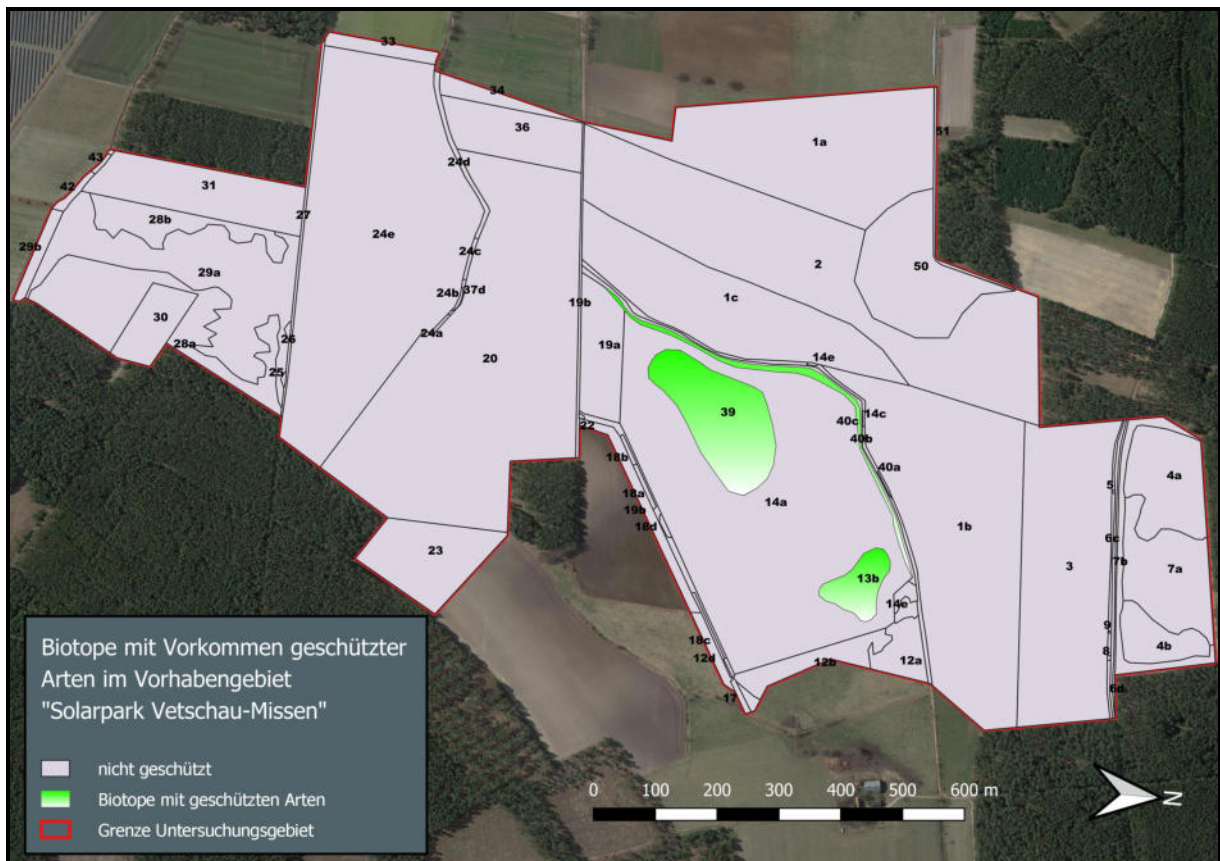 33
34
36
1a
51
43
42
31
24d
28b
27
29b
24e
24c
2
50
29a
1c
24b
37d
19b
30
28a
26
24a
19a
14e
25
20
39
40c
14c
22
40b
18b
40a
4a
18a
14a
5
19b
18d
1b
6c
23
3
7b
7a
13b
14e
9
4b
18c
8
12d
12b
12a
17
6d
Biotope mit Vorkommen geschützter
Arten im Vorhabengebiet
"Solarpark Vetschau-Missen"
nicht geschützt
Biotope mit geschützten Arten
Grenze Untersuchungsgebiet
0 100 200 300 400 500 600 m
N